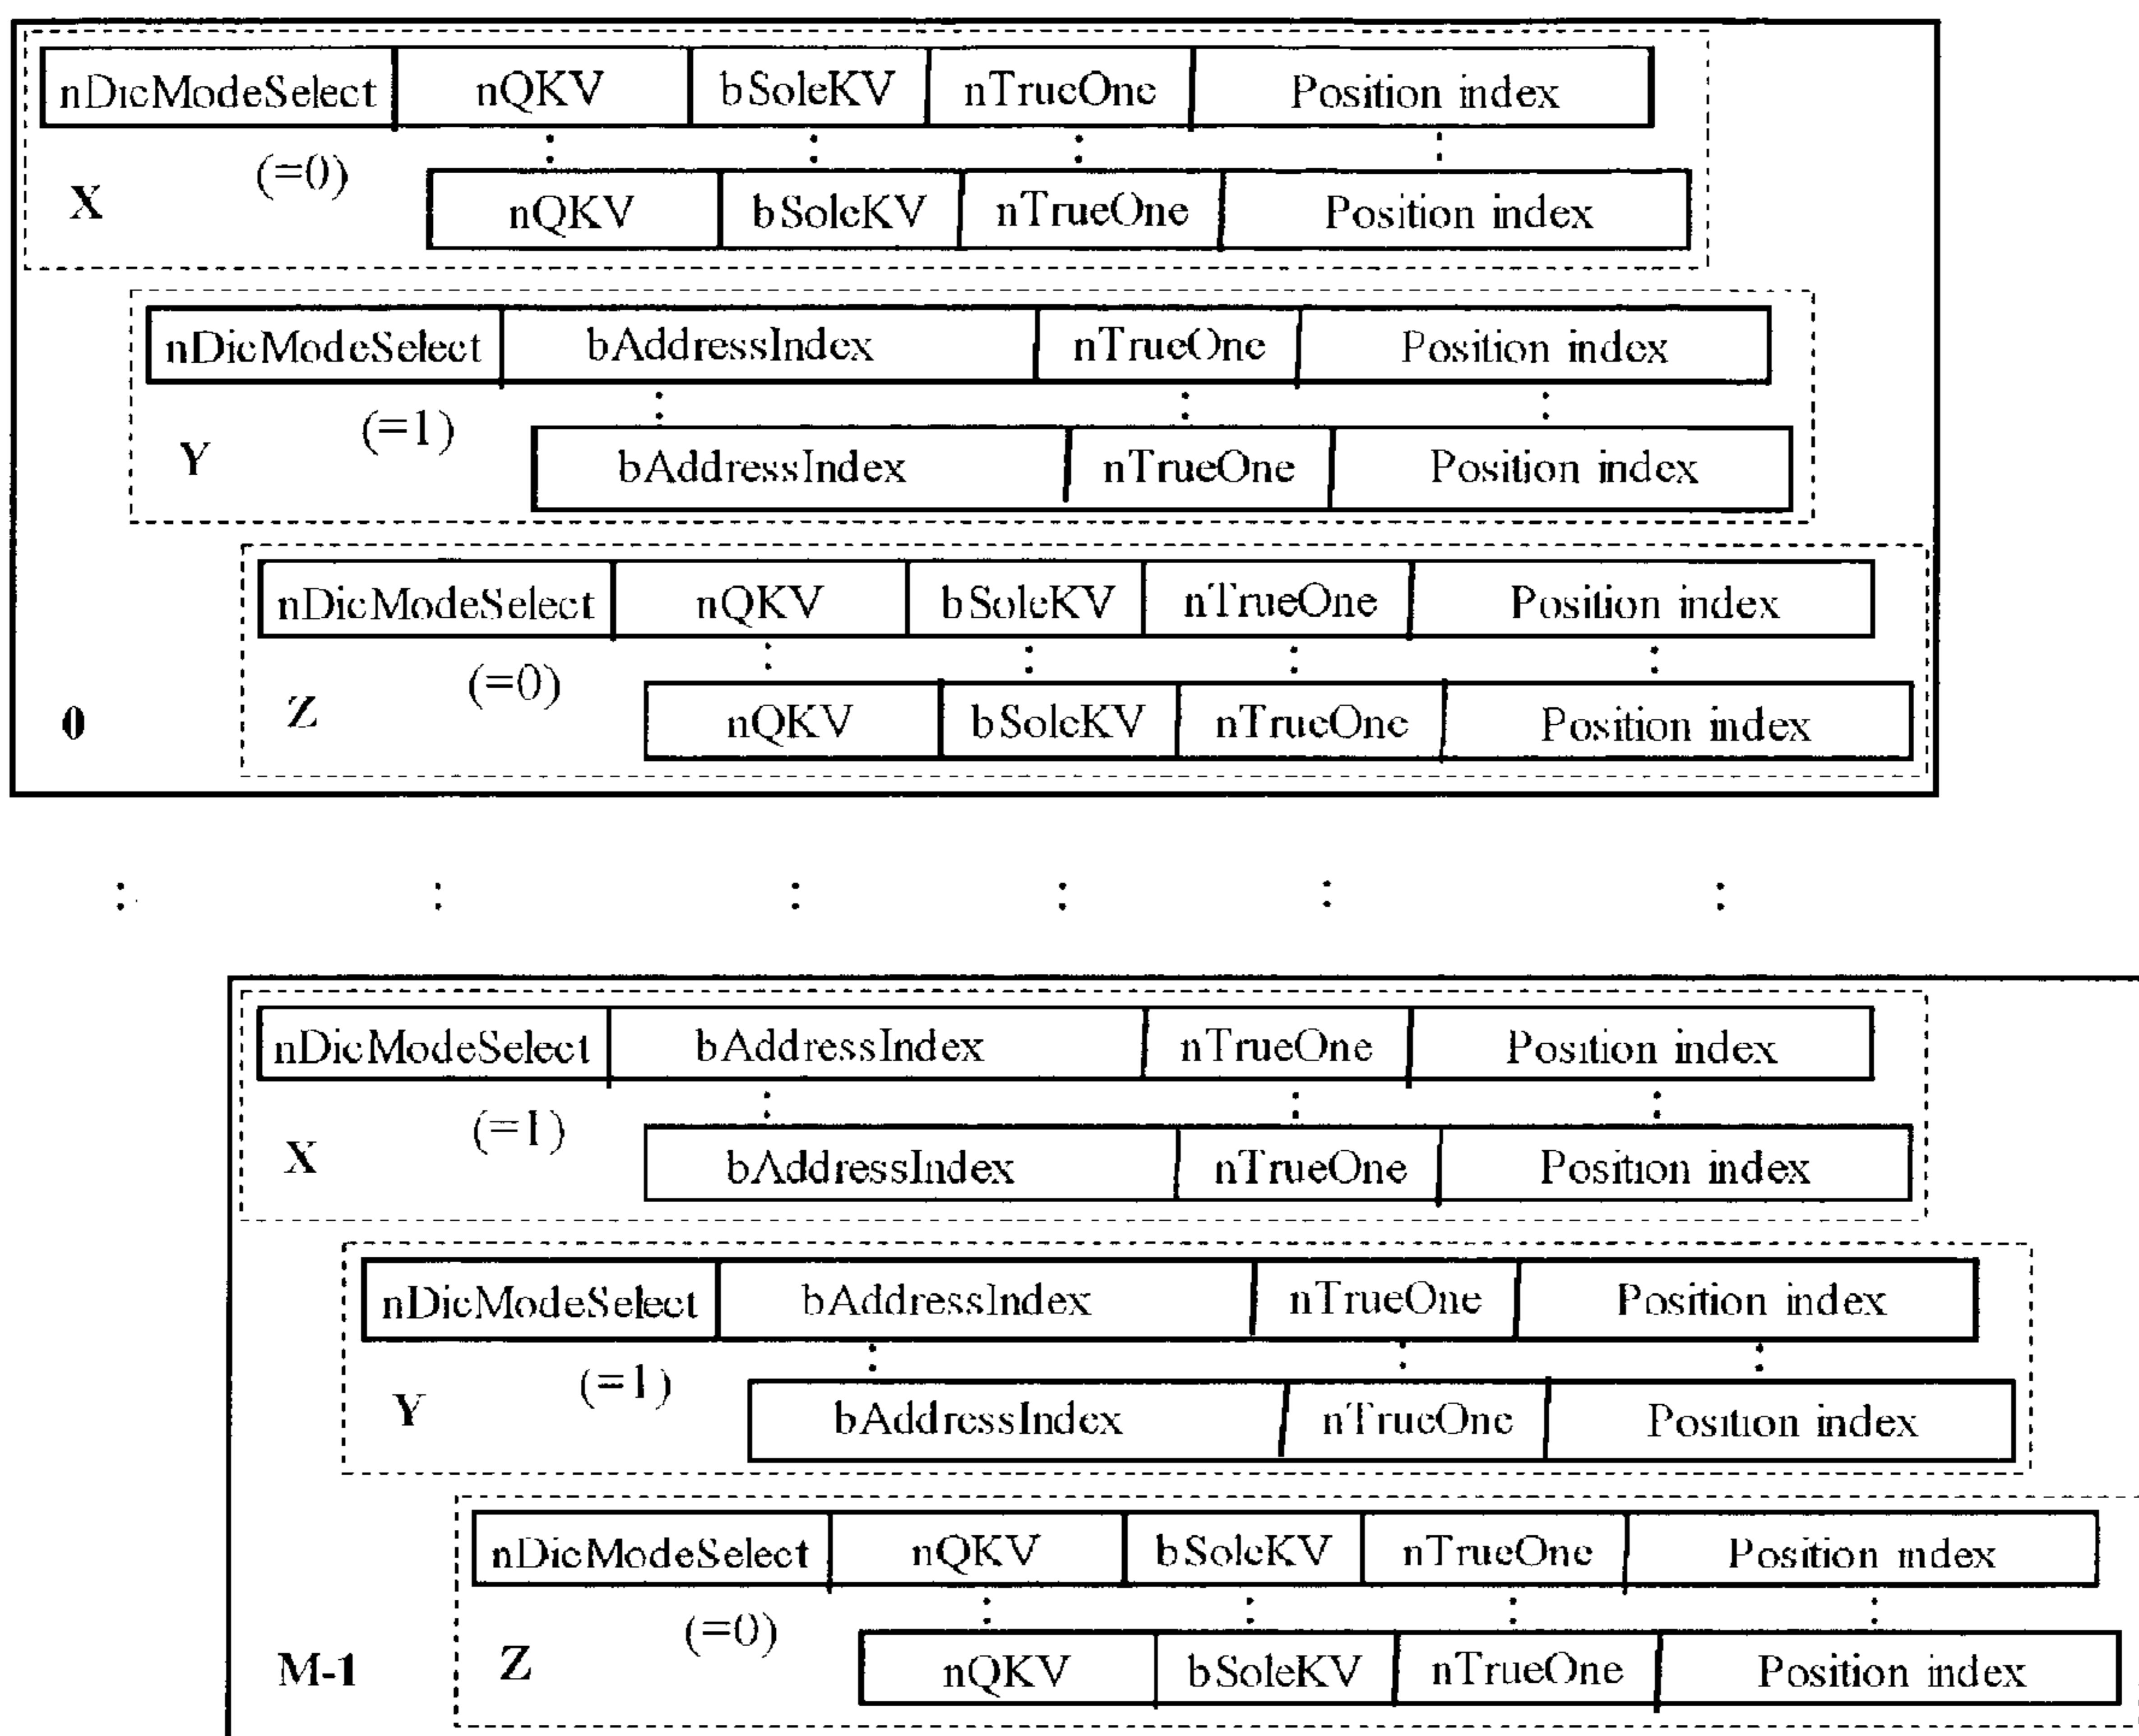 nDicModeSelect nQKV bSoleKV nTrueOne Position index
(=0)
X
nQKV bSoleKV nTrueOne Position index
nDicModeSelect bAddressIndex nTrueOne Position index
(=1)
Y
bAddressIndex nTrueOne Position index
nDicModeSelect nQKV bSoleKV nTrueOne Position index
(=0)
0 Z
nQKV bSoleKV nTrueOne Position index
nDicModeSelect bAddressIndex nTrueOne Position index
(=1)
X
bAddressIndex nTrueOne Position index
nDicModeSelect bAddressIndex nTrueOne Position index
(=1)
Y
bAddressIndex nTrueOne Position index
nDicModeSelect nQKV bSoleKV nTrueOne Position index
(=0)
M-1 Z
nQKV bSoleKV nTrueOne Position index